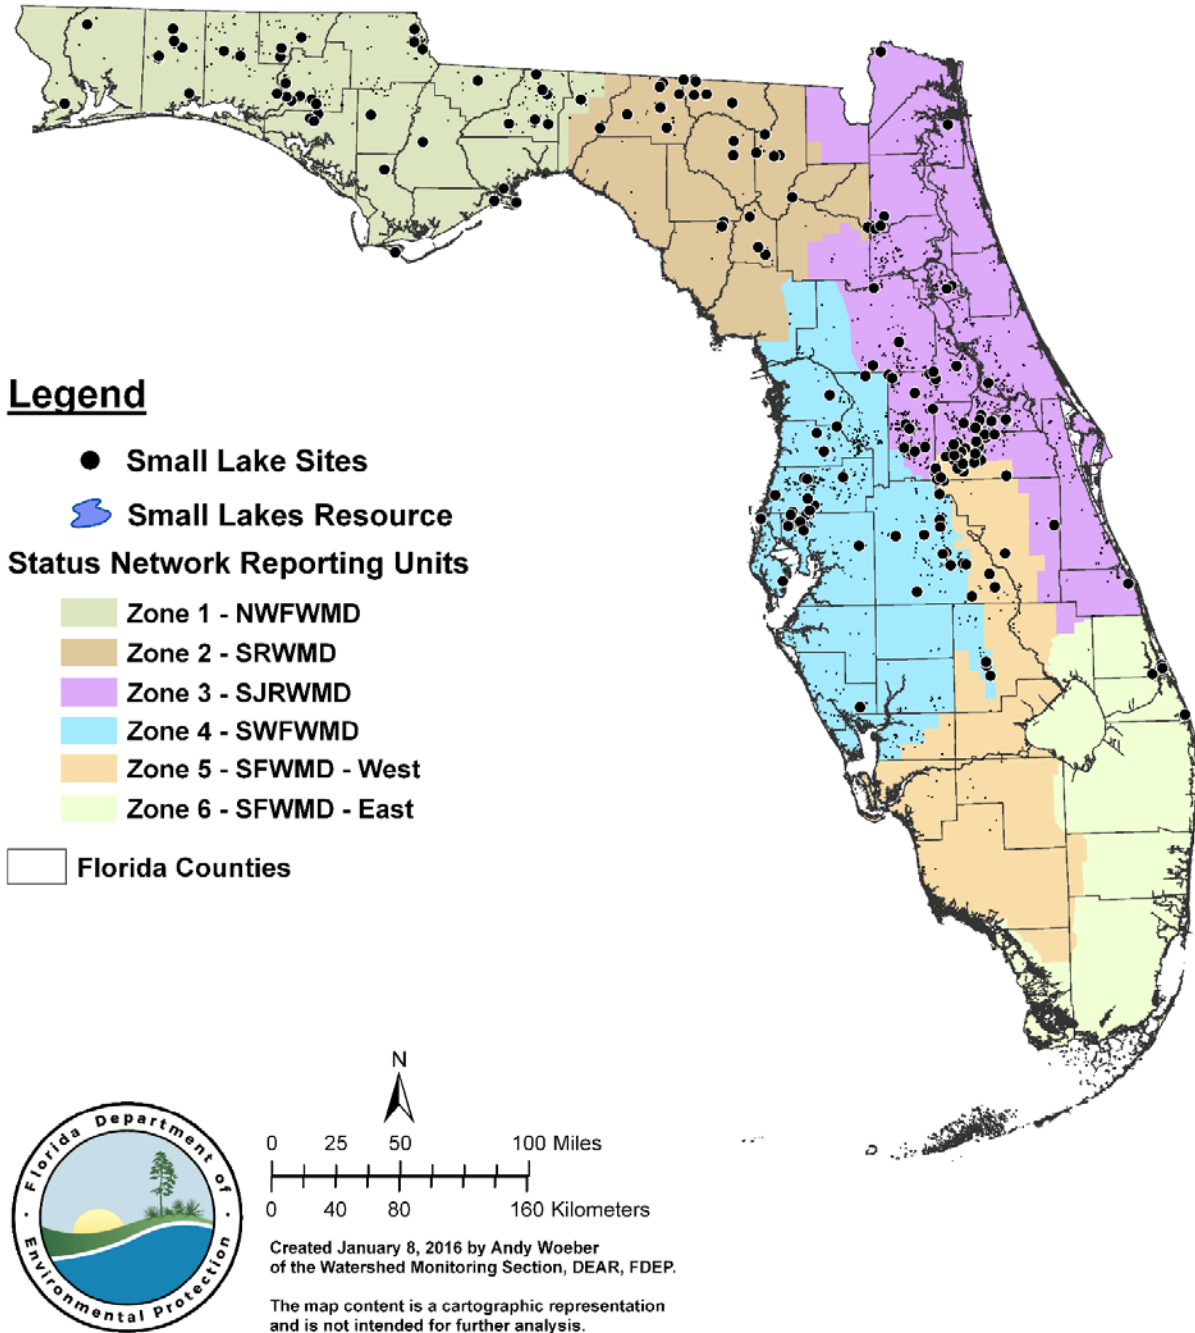 Legend
Small Lake Sites
Small Lakes Resource
Status Network Reporting Units
Zone 1 - NWFWMD
Zone 2 - SRWMD
Zone 3 - SJRWMD
Zone 4 - SWFWMD
Zone 5 - SFWMD - West
Zone 6 - SFWMD - East
Florida Counties
N
0 25 50 100 Miles
0 40 80 160 Kilometers
Florida Department of
Environmental Protection
Created January 8, 2016 by Andy Woeber
of the Watershed Monitoring Section, DEAR, FDEP.
The map content is a cartographic representation
and is not intended for further analysis.